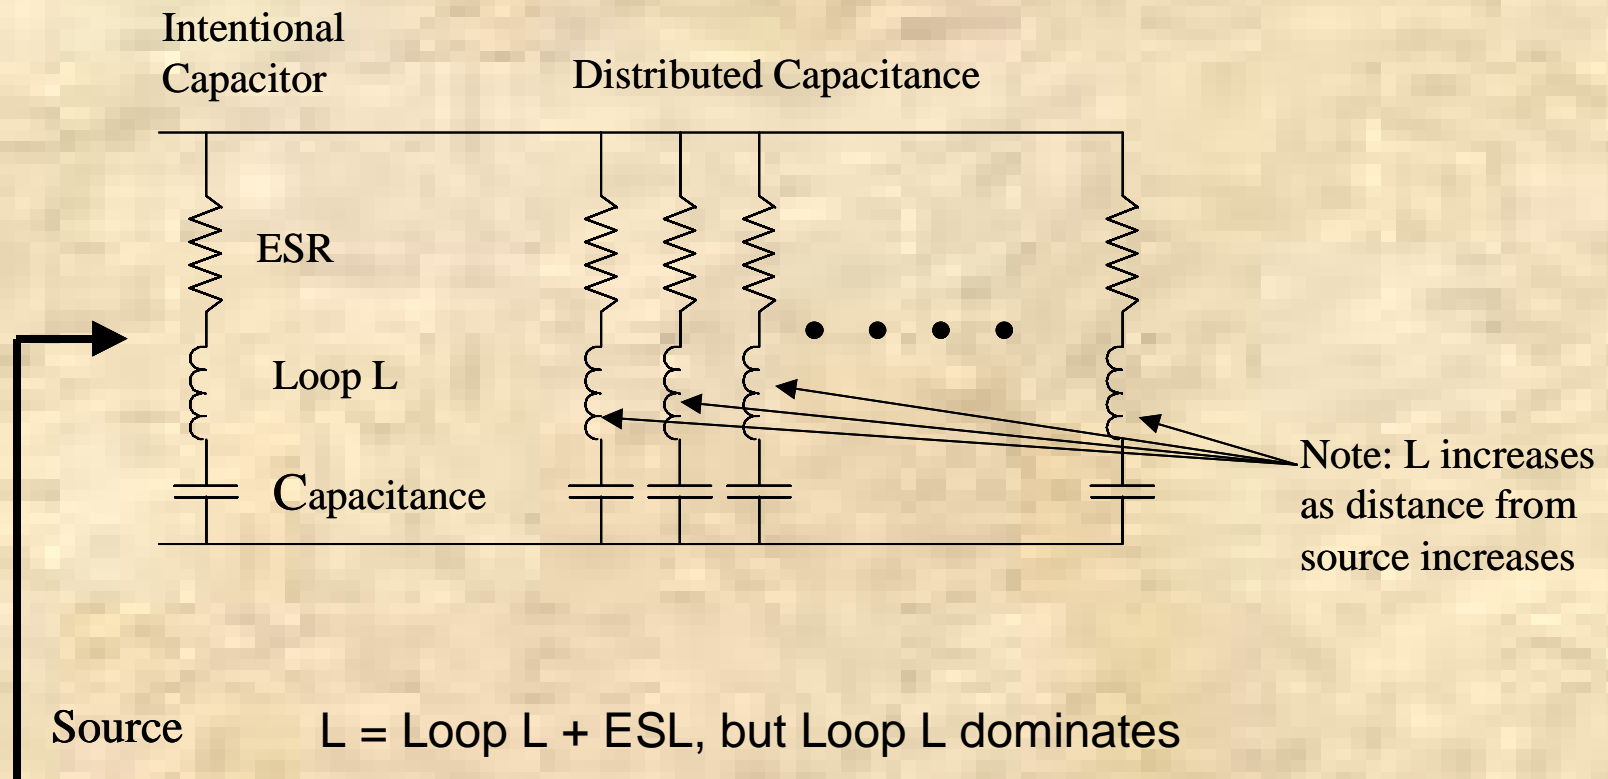 Intentional
Capacitor
Distributed Capacitance
ESR
Loop L
Capacitance
Note: L increases
as distance from
source increases
Source
L = Loop L + ESL, but Loop L dominates